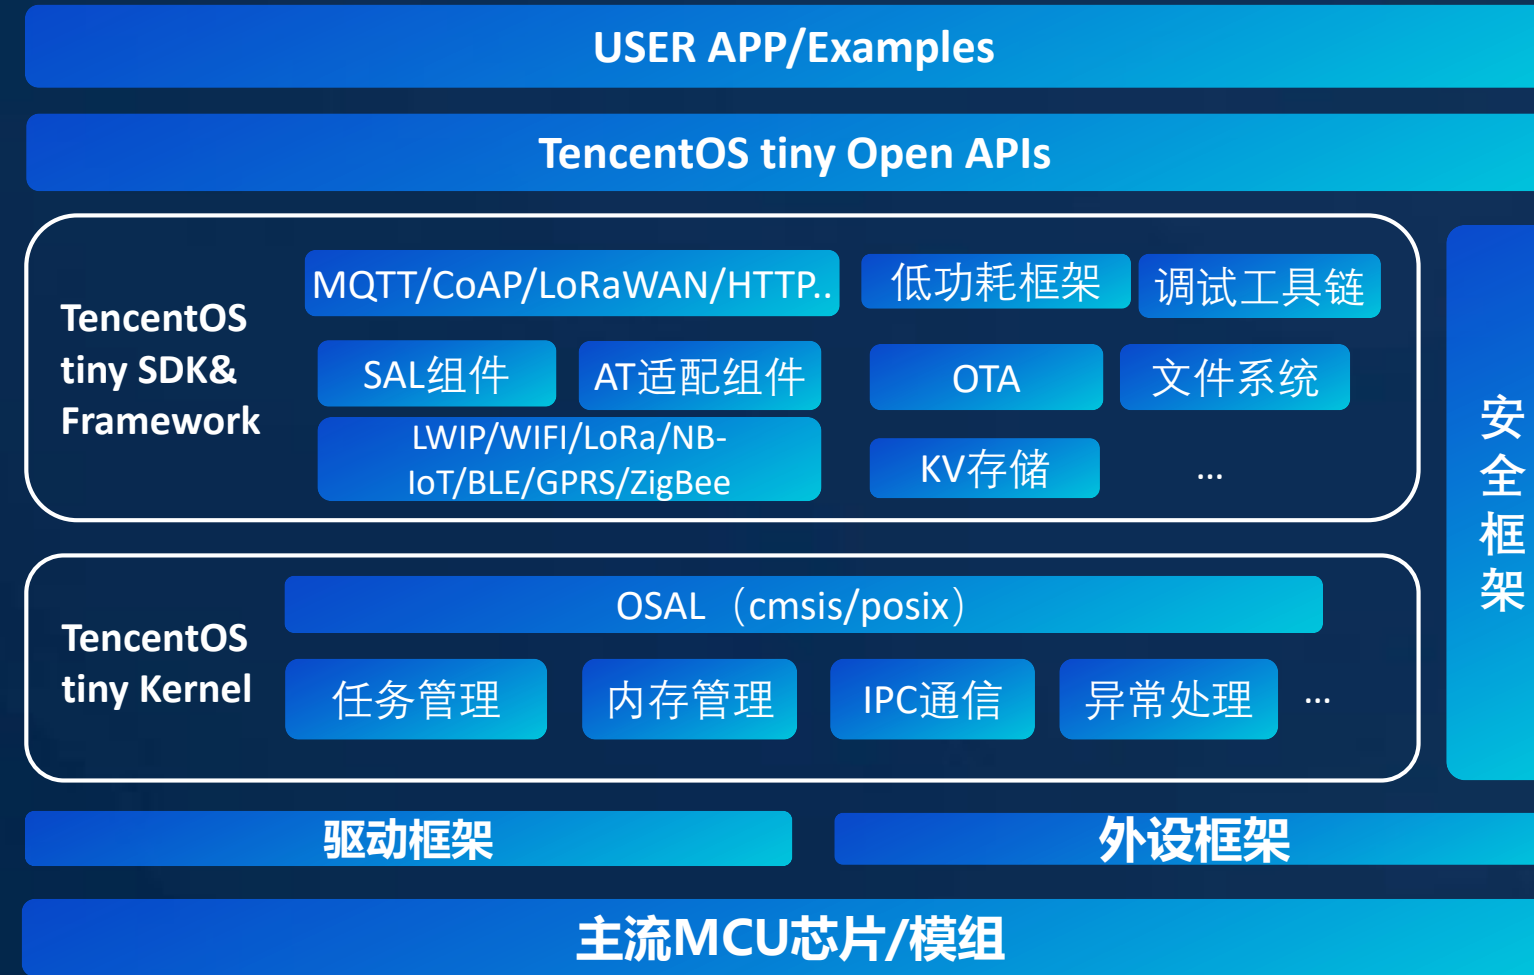 USER APP/Examples
TencentOS tiny Open APIs
TencentOS
tiny SDK&
Framework
MQTT/CoAP/LoRaWAN/HTTP..
低功耗框架
调试工具链
SAL组件
AT适配组件
OTA
文件系统
LWIP/WIFI/LoRa/NB-
IoT/BLE/GPRS/ZigBee
KV存储
...
安
全
框
架
TencentOS
tiny Kernel
OSAL（cmsis/posix）
任务管理
内存管理
IPC通信
异常处理
...
驱动框架
外设框架
主流MCU芯片/模组